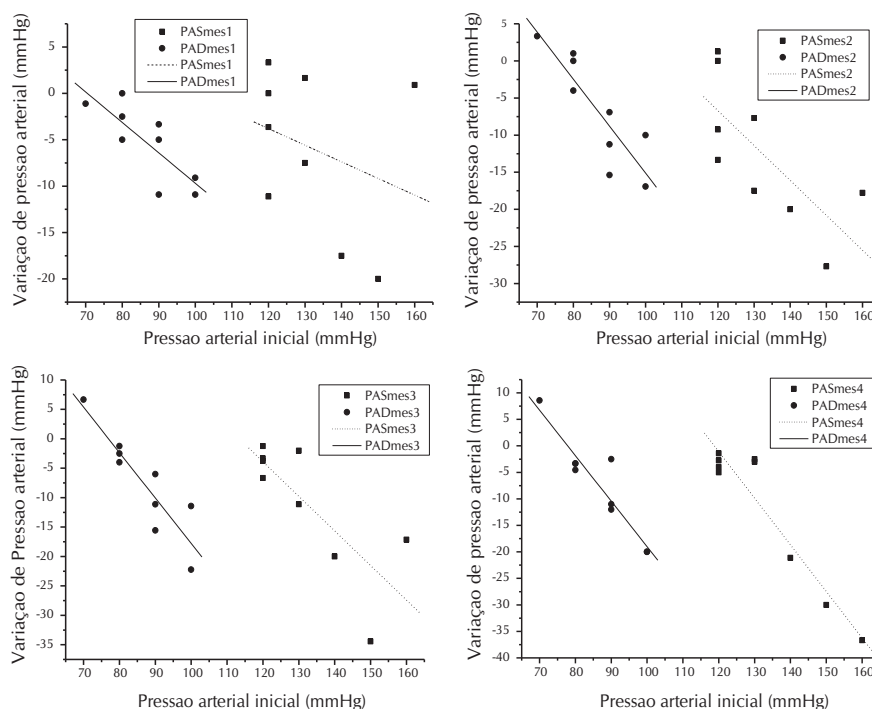 Variaçao de pressao arterial (mmHg)
5
0
-5
-10
-15
-20
PASmes1
PADmes1
PASmes1
PADmes1
70 80 90 100 110 120 130 140 150 160
Pressao arterial inicial (mmHg)
Variaçao de pressao arterial (mmHg)
5
0
-5
-10
-15
-20
-25
-30
PASmes2
PADmes2
PASmes2
PADmes2
70 80 90 100 110 120 130 140 150 160
Pressao arterial inicial (mmHg)
Variaçao de Pressao arterial (mmHg)
10
5
0
-5
-10
-15
-20
-25
-30
-35
PASmes3
PADmes3
PASmes3
PADmes3
70 80 90 100 110 120 130 140 150 160
Pressao arterial inicial (mmHg)
Variaçao de pressao arterial (mmHg)
10
5
0
-5
-10
-15
-20
-25
-30
-35
-40
PASmes4
PADmes4
PASmes4
PADmes4
70 80 90 100 110 120 130 140 150 160
Pressao arterial inicial (mmHg)